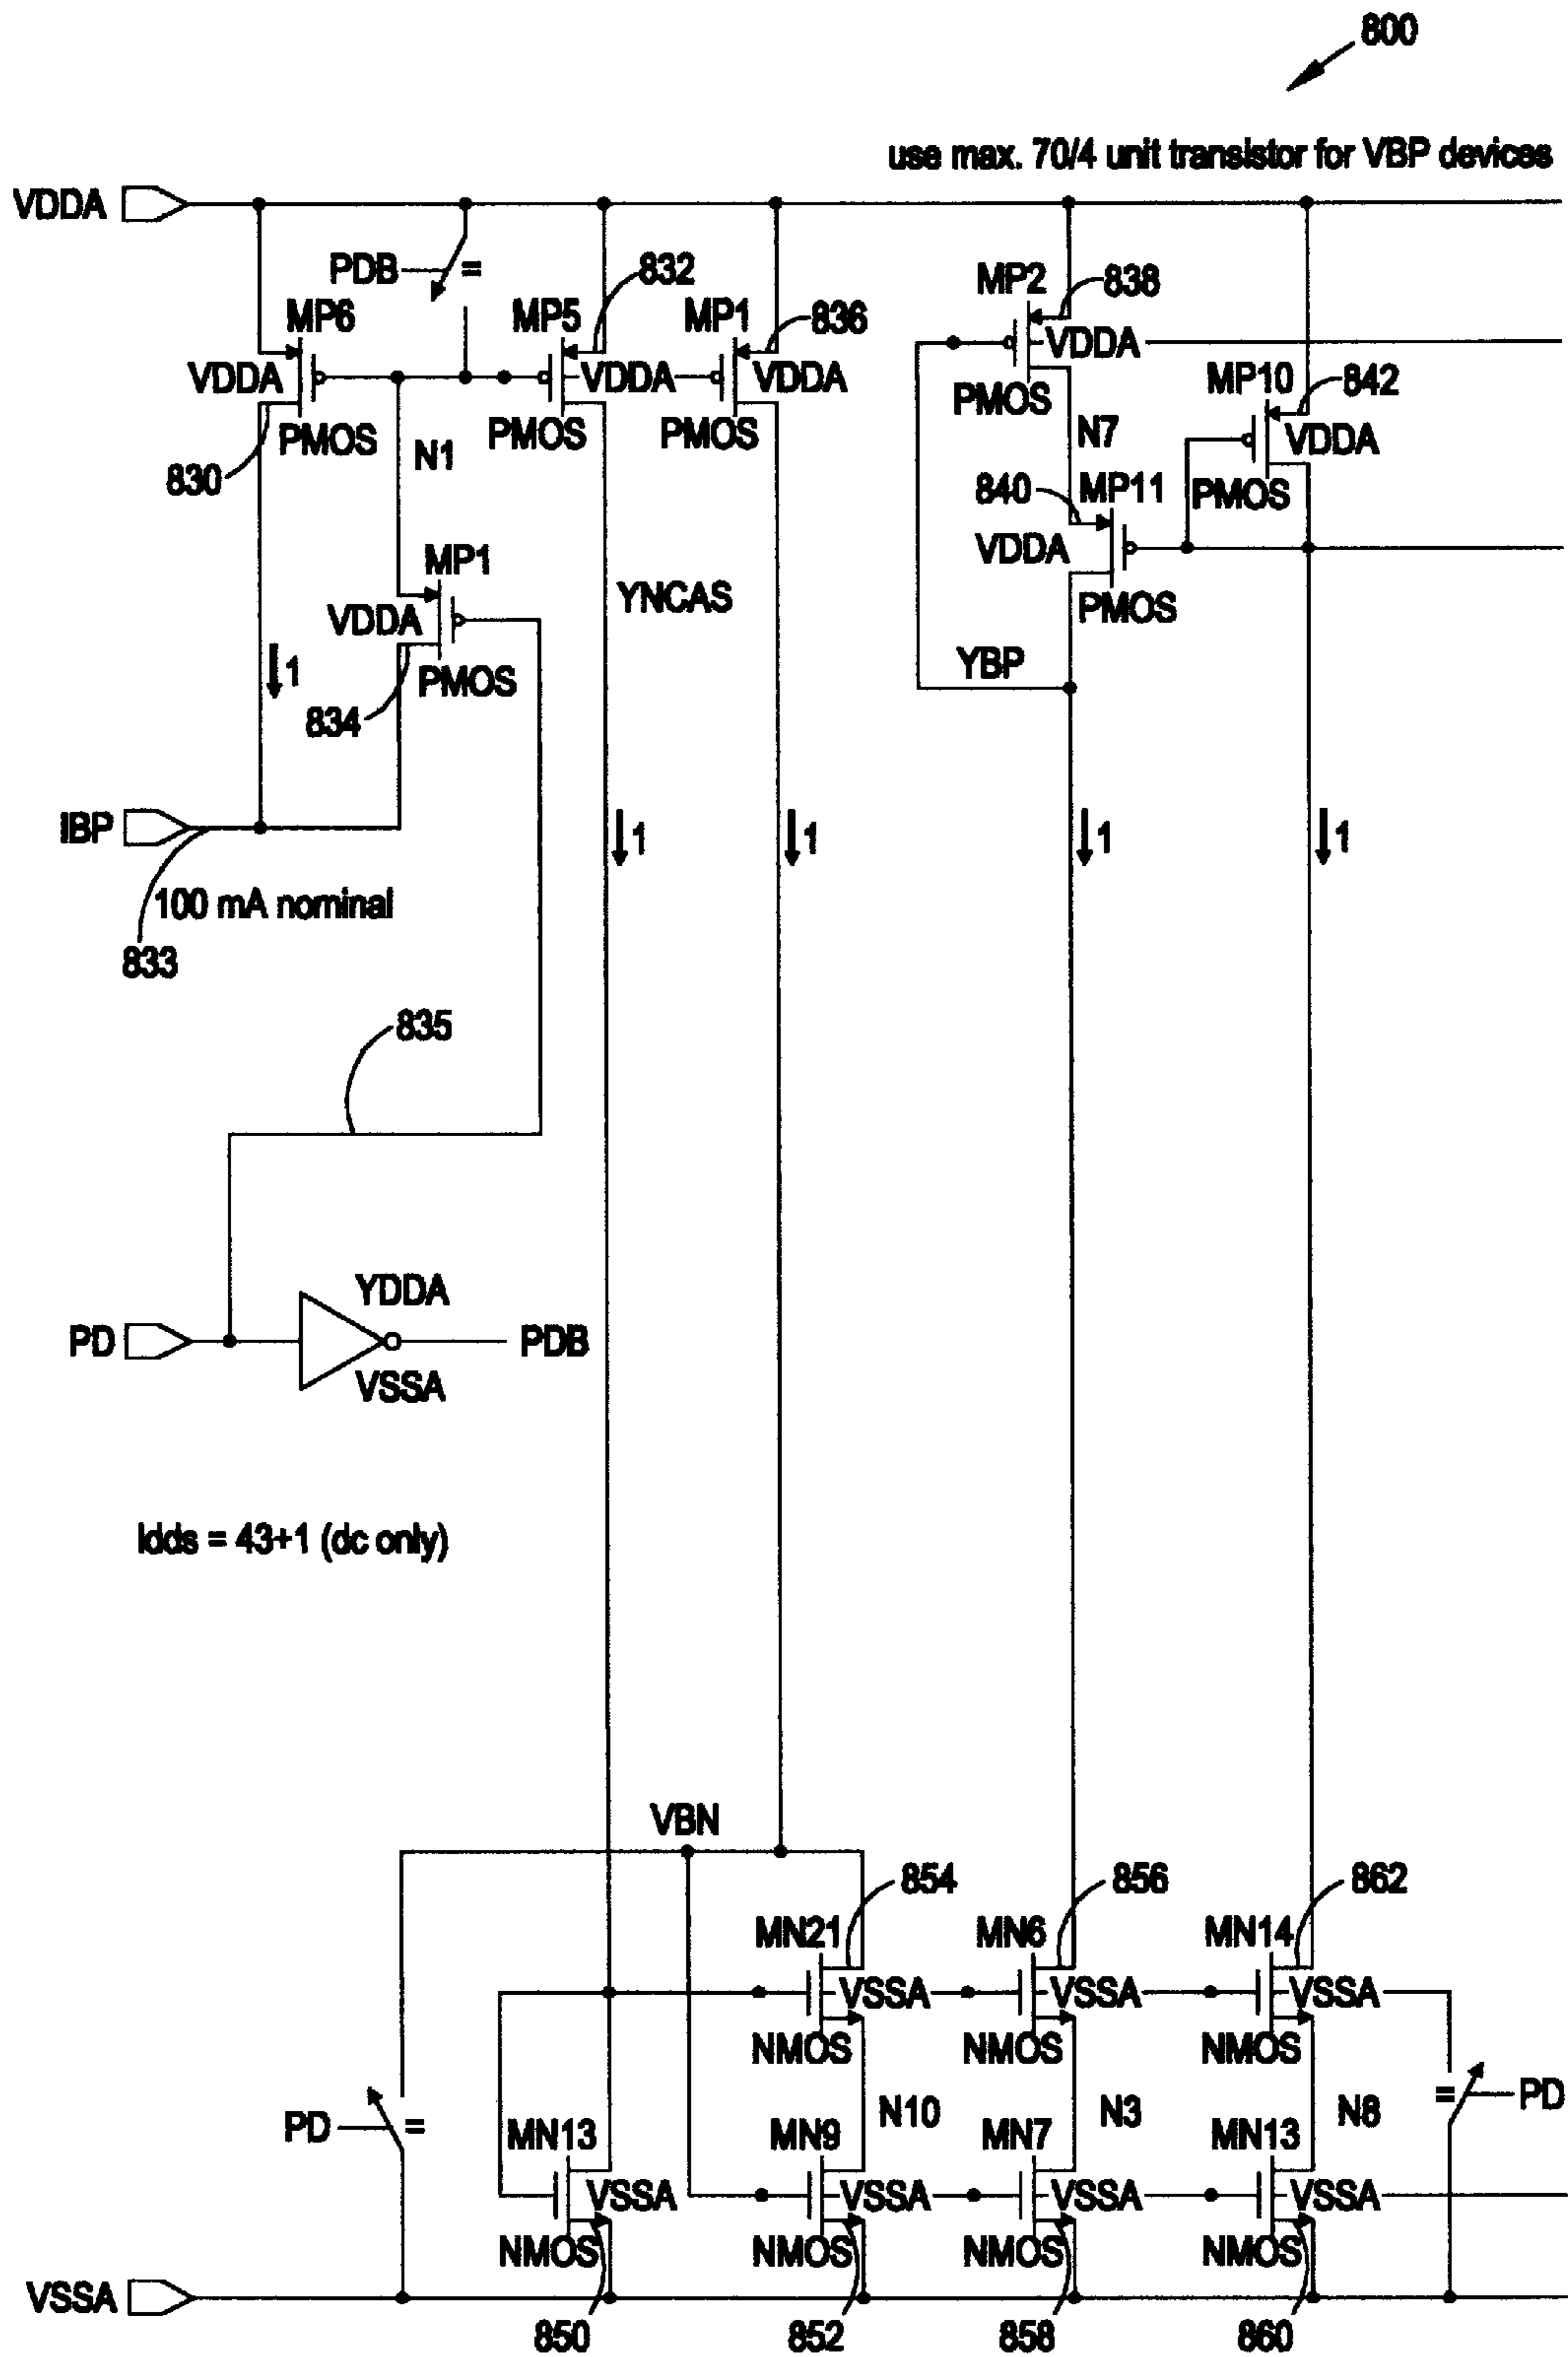 800
use max. 70/4 unit transistor for VBP devices
VDDA
PDB =
MP6
VDDA
PMOS
830
N1
MP5
832
VDDA
PMOS
MP1
836
VDDA
PMOS
MP2
838
VDDA
PMOS
N7
MP10
842
VDDA
PMOS
840
MP11
VDDA
PMOS
MP1
VDDA
PMOS
834
YNCAS
YBP
1
IBP
100 mA nominal
833
1
1
1
1
835
PD
YDDA
VSSA
PDB
Idds = 43+1 (dc only)
VBN
854
856
862
MN21
VSSA
NMOS
MN6
VSSA
NMOS
MN14
VSSA
NMOS
PD =
N10
N3
N8
= PD
MN13
VSSA
NMOS
MN9
VSSA
NMOS
MN7
VSSA
NMOS
MN13
VSSA
NMOS
VSSA
850
852
858
860